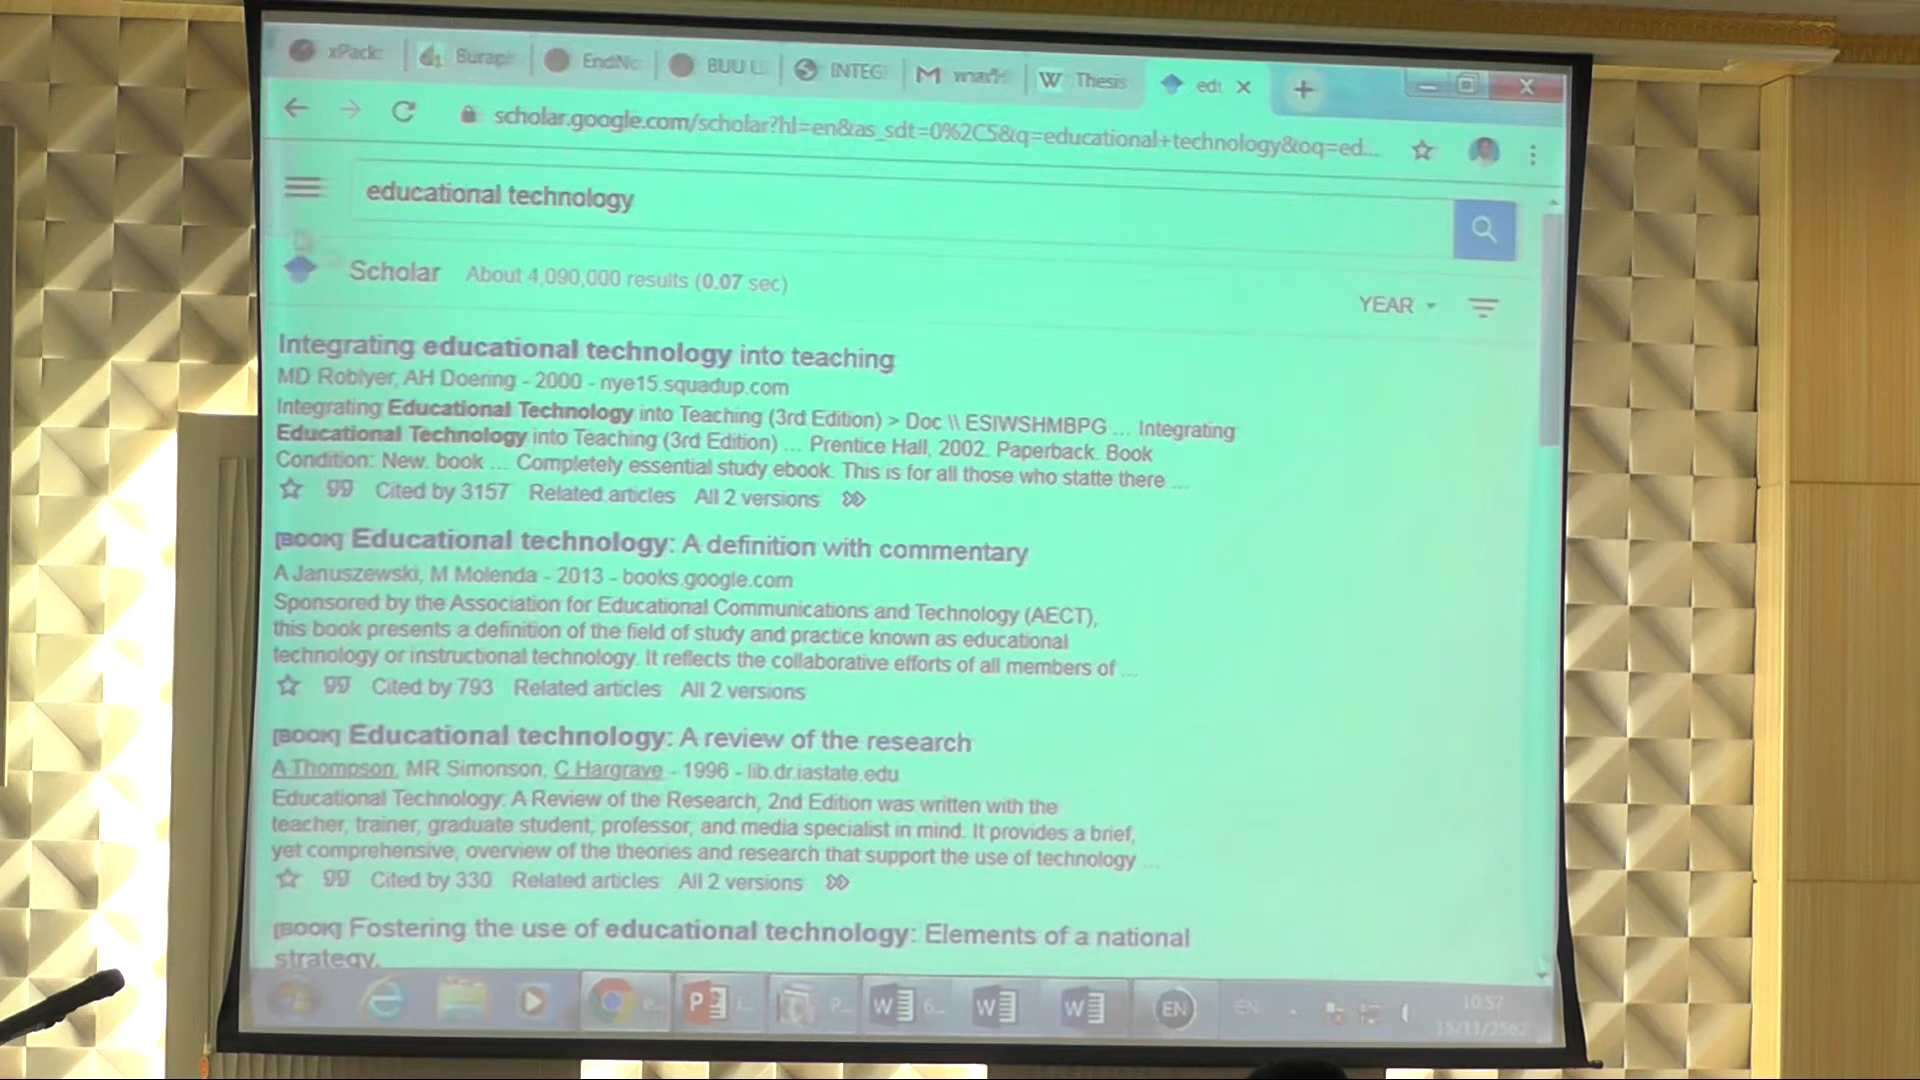 xPack
Burap
EndNo
BUU L
INTEG
Thesis
edu
scholar.google.com/scholar?hl=en&as_sdt=0%2C5&q=educational+technology&oq=ed...
educational technology
Scholar About 4,090,000 results (0.07 sec)
YEAR
Integrating educational technology into teaching
MD Roblyer, AH Doering - 2000 - nye15.squadup.com
Integrating Educational Technology into Teaching (3rd Edition) > Doc \\ ESIWSHMBPG ... Integrating
Educational Technology into Teaching (3rd Edition) ... Prentice Hall, 2002. Paperback. Book
Condition: New. book ... Completely essential study ebook. This is for all those who statte there ...
Cited by 3157 Related articles All 2 versions
[BOOK] Educational technology: A definition with commentary
A Januszewski, M Molenda - 2013 - books.google.com
Sponsored by the Association for Educational Communications and Technology (AECT),
this book presents a definition of the field of study and practice known as educational
technology or instructional technology. It reflects the collaborative efforts of all members of ...
Cited by 793 Related articles All 2 versions
[BOOK] Educational technology: A review of the research
A Thompson, MR Simonson, C Hargrave - 1996 - lib.dr.iastate.edu
Educational Technology: A Review of the Research, 2nd Edition was written with the
teacher, trainer, graduate student, professor, and media specialist in mind. It provides a brief,
yet comprehensive, overview of the theories and research that support the use of technology ...
Cited by 330 Related articles All 2 versions
[BOOK] Fostering the use of educational technology: Elements of a national
strategy.
EN
EN
10:57
15/11/2562